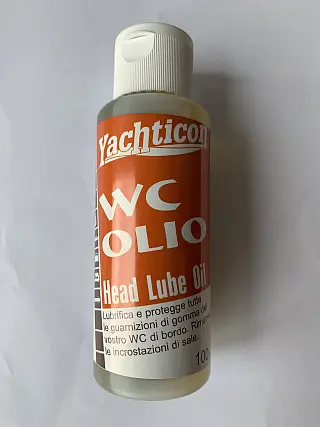 Yachticon
WC
OLIO
Head Lube Oil
Lubrifica e protegge tutte
le guarnizioni di gomma del
vostro WC di bordo.
le incrostazioni di sale.
100